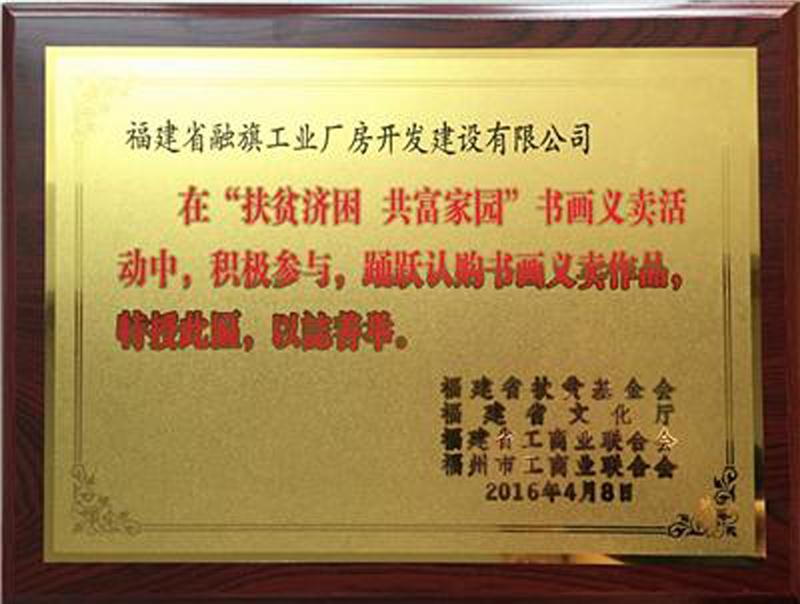 福建省融旗工业厂房开发建设有限公司
在“扶贫济困 共富家园”书画义卖活
动中，积极参与，踊跃认购书画义卖作品，
特授此匾，以誌善举。
福建省扶贫基金会
福建省文化厅
福建省工商业联合会
福州市工商业联合会
2016年4月8日